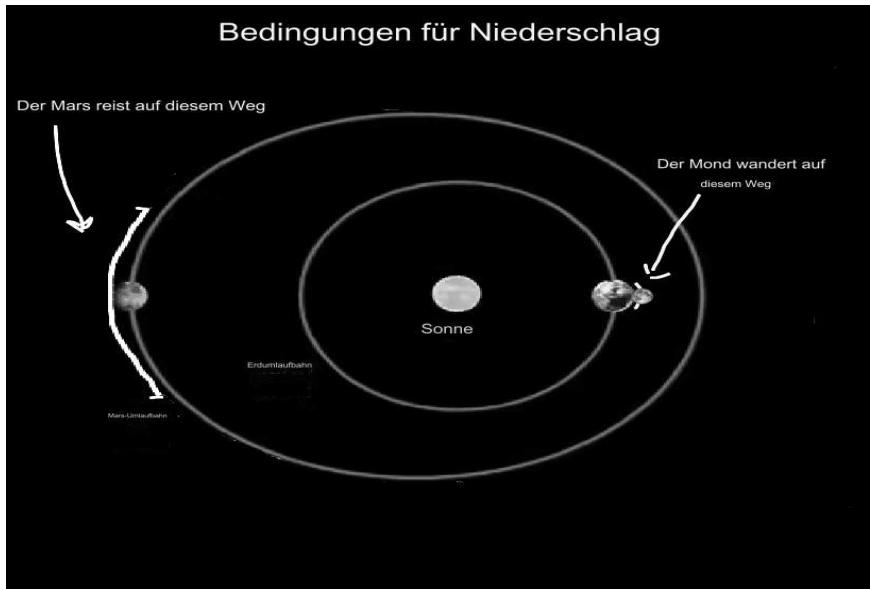 Bedingungen für Niederschlag
Der Mars reist auf diesem Weg
Der Mond wandert auf
diesem Weg
Sonne
Erdumlaufbahn
Mars-Umlaufbahn